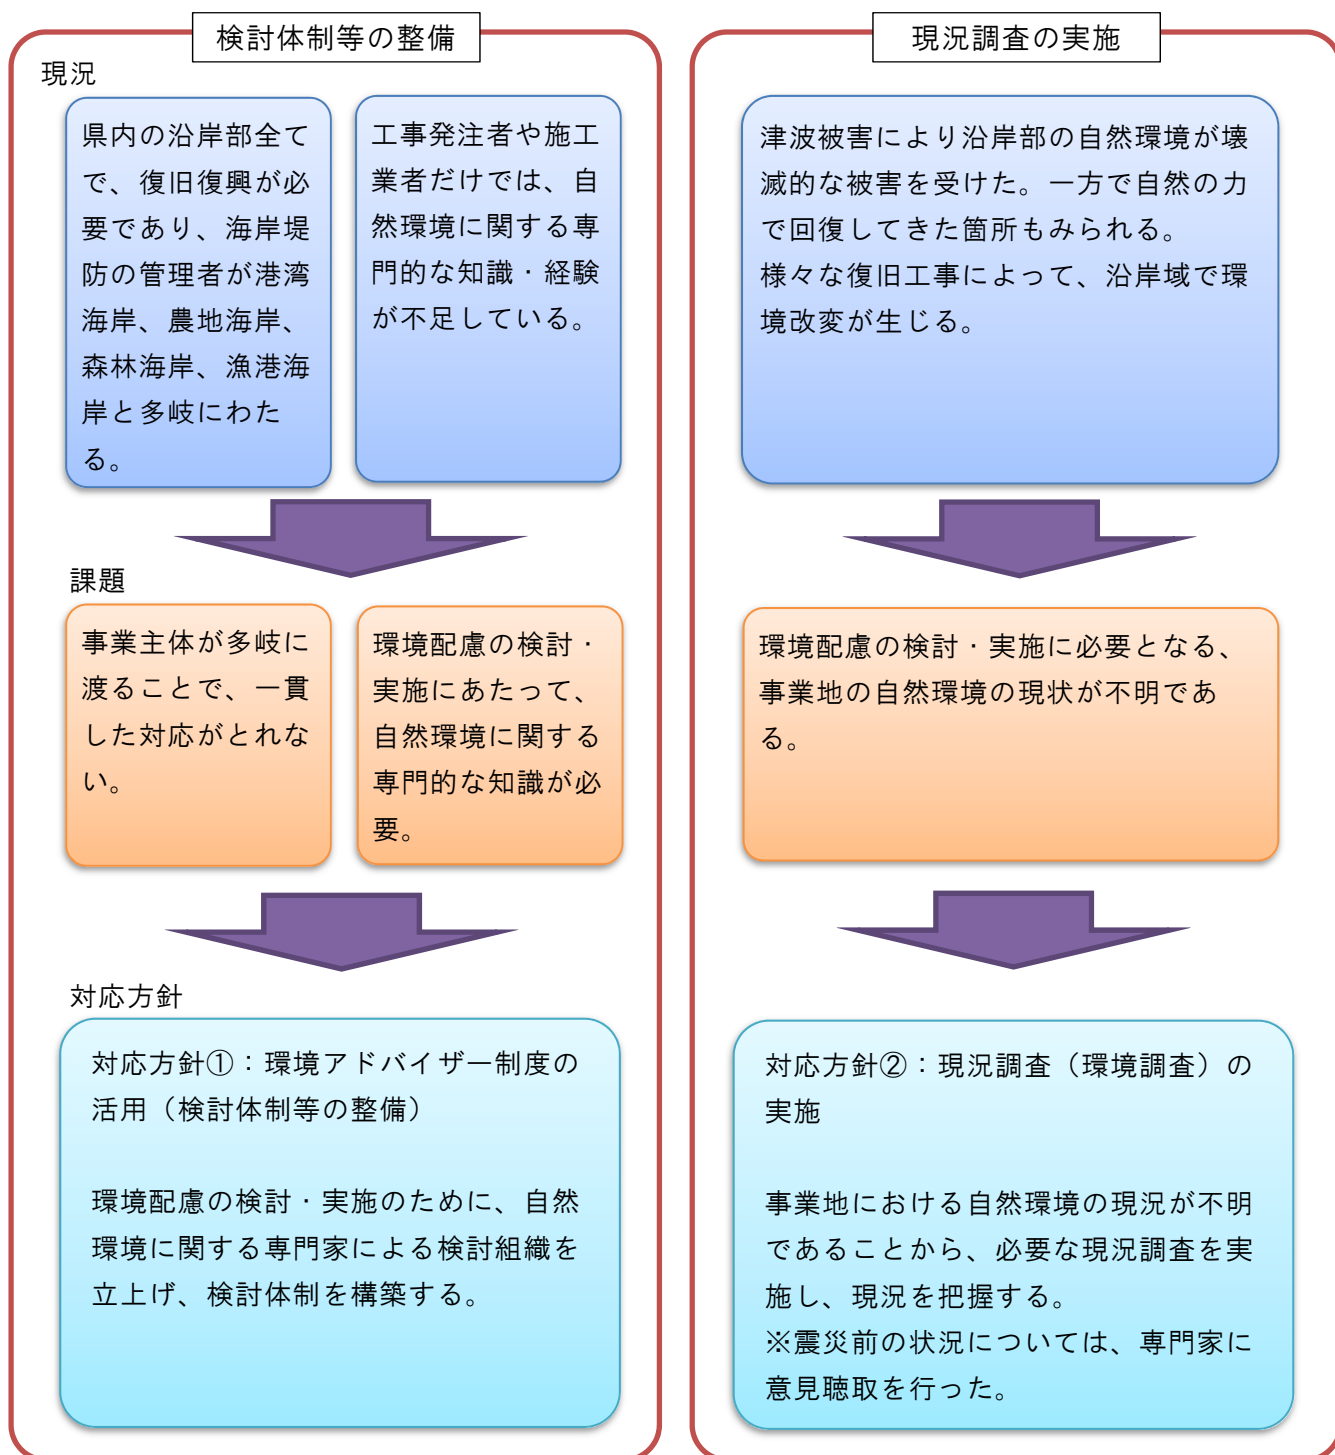 検討体制等の整備
現況
県内の沿岸部全て
で、復旧復興が必
要であり、海岸堤
防の管理者が港湾
海岸、農地海岸、
森林海岸、漁港海
岸と多岐にわた
る。
工事発注者や施工
業者だけでは、自
然環境に関する専
門的な知識・経験
が不足している。
課題
事業主体が多岐に
渡ることで、一貫
した対応がとれな
い。
環境配慮の検討・
実施にあたって、
自然環境に関する
専門的な知識が必
要。
対応方針
対応方針①：環境アドバイザー制度の
活用（検討体制等の整備）
環境配慮の検討・実施のために、自然
環境に関する専門家による検討組織を
立上げ、検討体制を構築する。
現況調査の実施
津波被害により沿岸部の自然環境が壊
滅的な被害を受けた。一方で自然の力
で回復してきた箇所もみられる。
様々な復旧工事によって、沿岸域で環
境改変が生じる。
環境配慮の検討・実施に必要となる、
事業地の自然環境の現状が不明であ
る。
対応方針②：現況調査（環境調査）の
実施
事業地における自然環境の現況が不明
であることから、必要な現況調査を実
施し、現況を把握する。
※震災前の状況については、専門家に
意見聴取を行った。